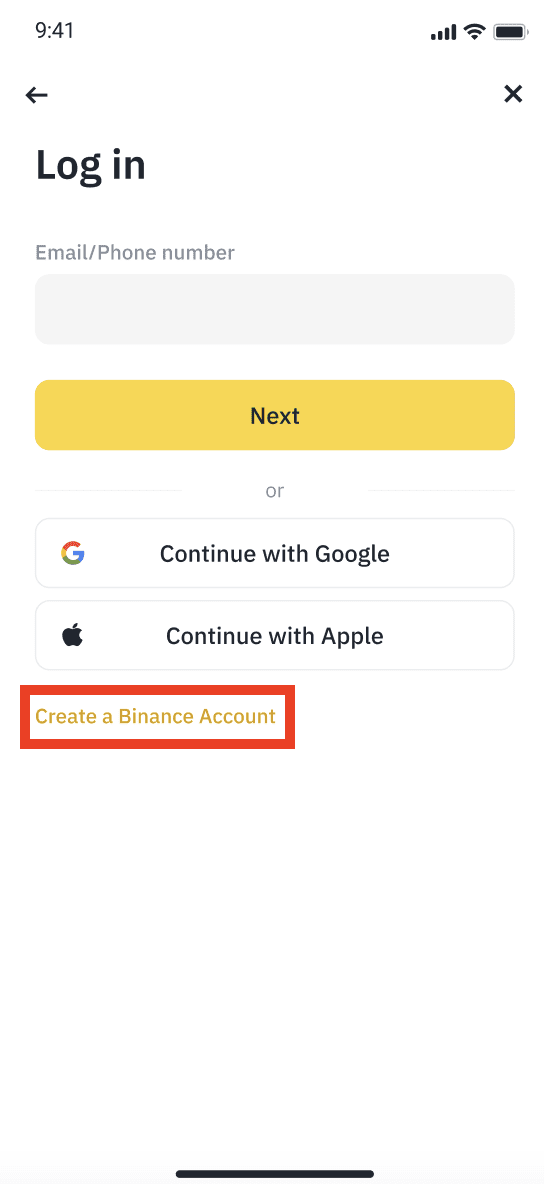 9:41
Log in
Email/Phone number
Next
or
Continue with Google
Continue with Apple
Create a Binance Account